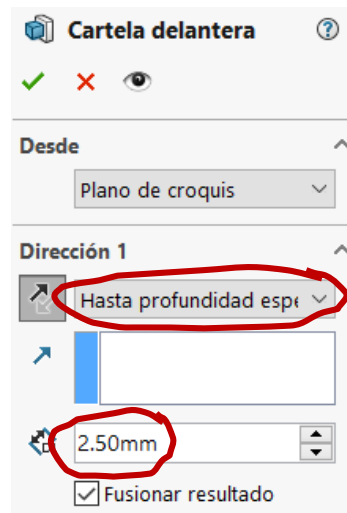 Cartela delantera
Desde
Plano de croquis
Dirección 1
Hasta profundidad espe
2.50mm
Fusionar resultado